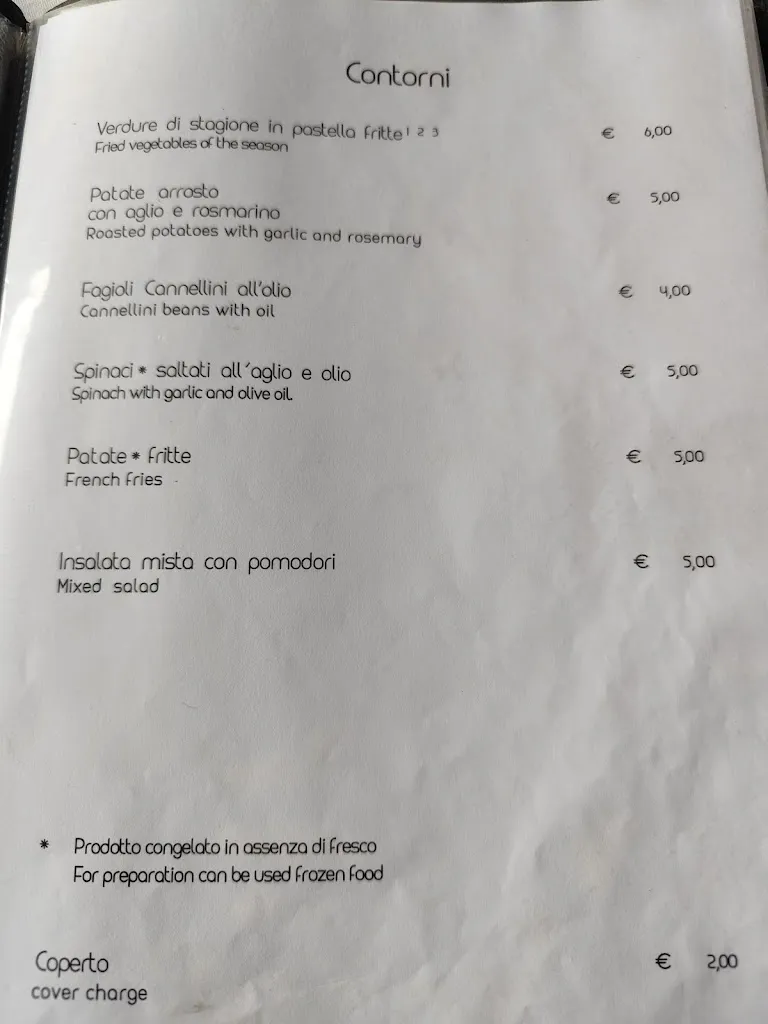 Contorni
Verdure di stagione in pastella fritte 1 2 3 € 6,00
Fried vegetables of the season
Patate arrosto € 5,00
con aglio e rosmarino
Roasted potatoes with garlic and rosemary
Fagioli Cannellini all'olio € 4,00
Cannellini beans with oil
Spinaci * saltati all'aglio e olio € 5,00
Spinach with garlic and olive oil.
Patate * fritte € 5,00
French fries
Insalata mista con pomodori € 5,00
Mixed salad
* Prodotto congelato in assenza di fresco
For preparation can be used frozen food
Coperto € 2,00
cover charge